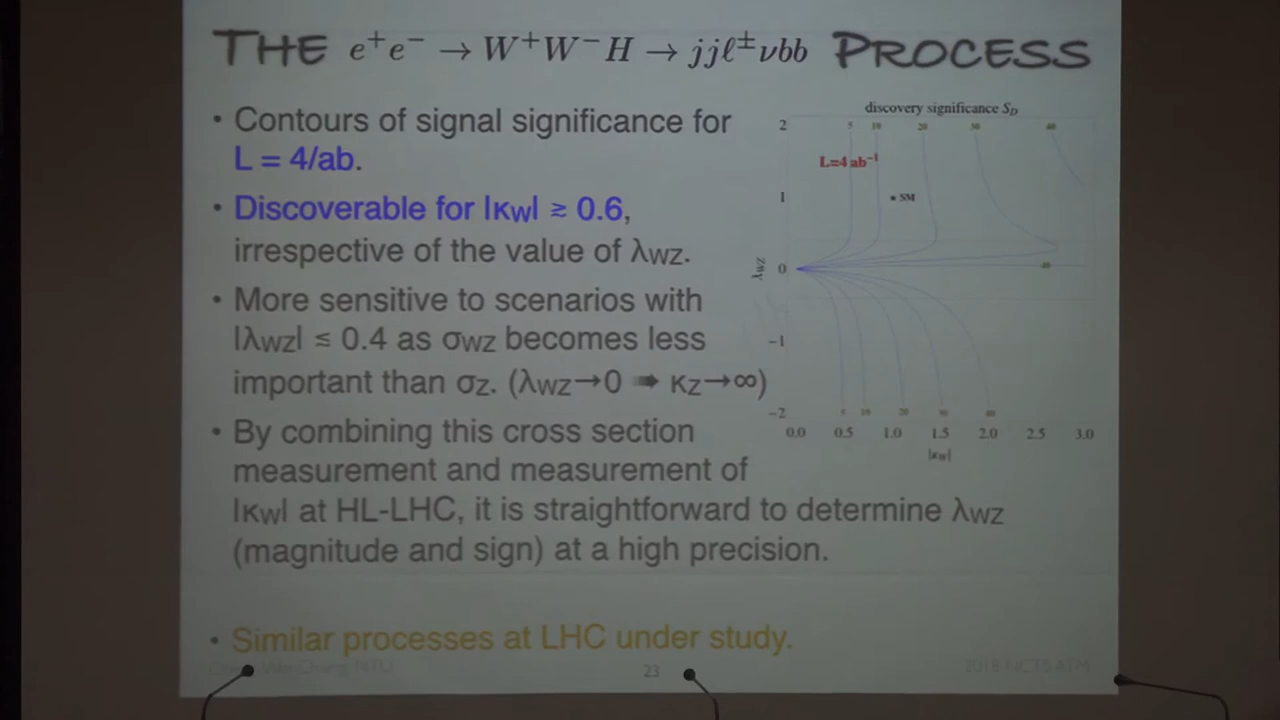 THE e⁺e⁻ → W⁺W⁻H → jjℓ±νbb PROCESS
• Contours of signal significance for
L = 4/ab.
• Discoverable for |κW| ≳ 0.6,
irrespective of the value of λWZ.
• More sensitive to scenarios with
|λWZ| ≲ 0.4 as σWZ becomes less
important than σZ. (λWZ→0 ➠ κZ→∞)
• By combining this cross section
measurement and measurement of
|κW| at HL-LHC, it is straightforward to determine λWZ
(magnitude and sign) at a high precision.
• Similar processes at LHC under study.
discovery significance S_D
2
5 10 20 30 40
L=4 ab⁻¹
1
• SM
λWZ
0
40
−1
−2
5 10 20 30
0.0 0.5 1.0 1.5 2.0 2.5 3.0
|κW|
23
2018 NCTS ATM